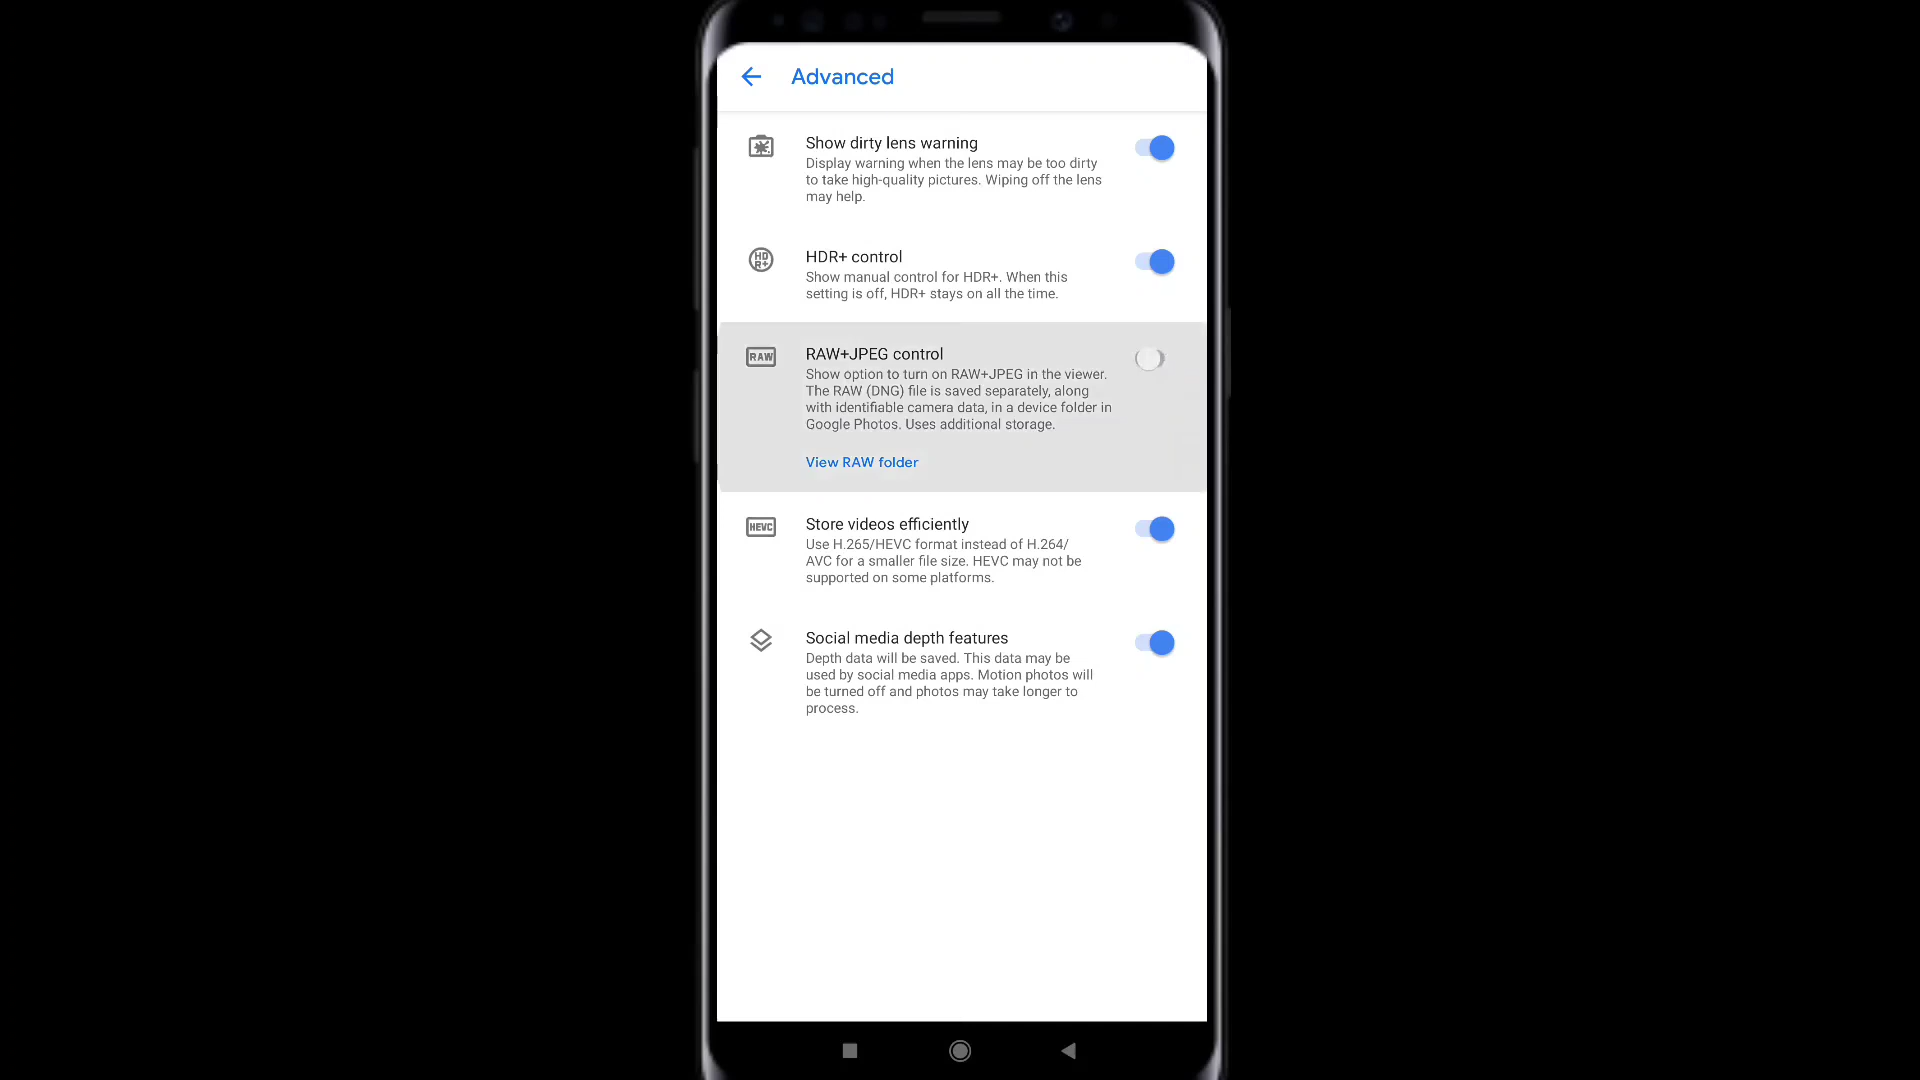 Advanced
Show dirty lens warning
Display warning when the lens may be too dirty
to take high-quality pictures. Wiping off the lens
may help.
HD
R+
HDR+ control
Show manual control for HDR+. When this
setting is off, HDR+ stays on all the time.
RAW
RAW+JPEG control
Show option to turn on RAW+JPEG in the viewer.
The RAW (DNG) file is saved separately, along
with identifiable camera data, in a device folder in
Google Photos. Uses additional storage.
View RAW folder
HEVC
Store videos efficiently
Use H.265/HEVC format instead of H.264/
AVC for a smaller file size. HEVC may not be
supported on some platforms.
Social media depth features
Depth data will be saved. This data may be
used by social media apps. Motion photos will
be turned off and photos may take longer to
process.